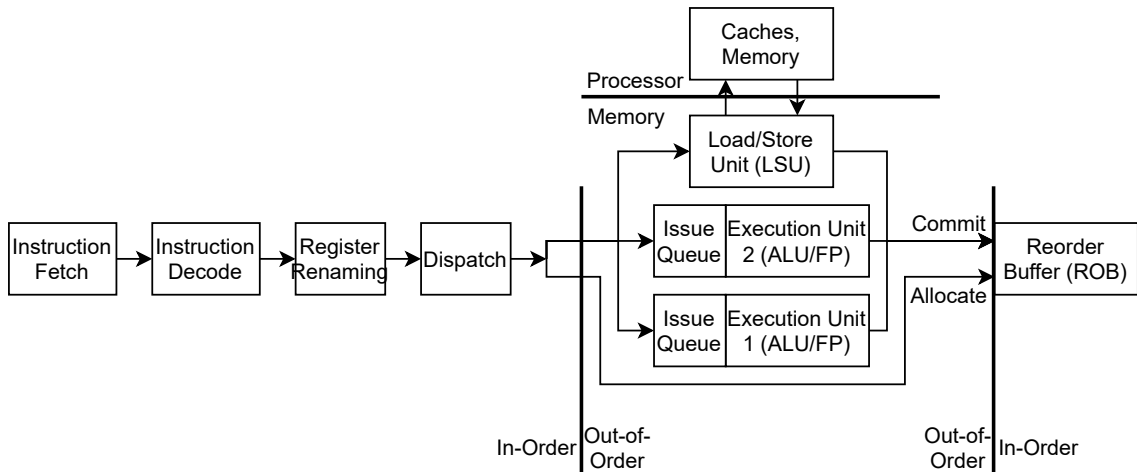 Caches,
Memory
Processor
Memory
Load/Store
Unit (LSU)
Instruction
Fetch
Instruction
Decode
Register
Renaming
Dispatch
Issue
Queue
Execution Unit
2 (ALU/FP)
Commit
Reorder
Buffer (ROB)
Allocate
Issue
Queue
Execution Unit
1 (ALU/FP)
In-Order
Out-of-
Order
Out-of-
Order
In-Order